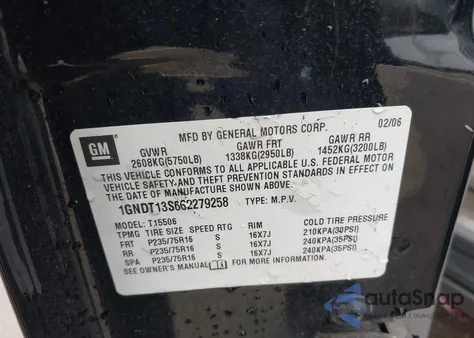 MFD BY GENERAL MOTORS CORP. 02/06
GM
GVWR GAWR FRT GAWR RR
2608KG(5750LB) 1338KG(2950LB) 1452KG(3200LB)
THIS VEHICLE CONFORMS TO ALL APPLICABLE U.S. FEDERAL MOTOR
VEHICLE SAFETY AND THEFT PREVENTION STANDARDS IN EFFECT ON
THE DATE OF MANUFACTURE SHOWN ABOVE.
1GNDT13S662279258 TYPE: M.P.V.
MODEL: T15506
TPMG TIRE SIZE SPEED RTG RIM COLD TIRE PRESSURE
FRT P235/75R16 S 16X7J 210KPA(30PSI)
RR P235/75R16 S 16X7J 240KPA(35PSI)
SPA P235/75R16 S 16X7J 240KPA(35PSI)
SEE OWNER'S MANUAL FOR ADDITIONAL INFORMATION.
autoSnap